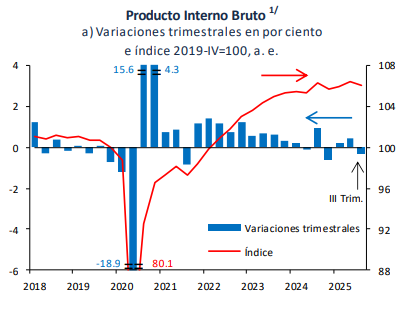 Producto Interno Bruto 1/
a) Variaciones trimestrales en por ciento
e índice 2019-IV=100, a. e.
4 108
15.6 4.3
2 104
0 100
-2 96
III Trim.
-4 92
Variaciones trimestrales
Índice
-18.9 80.1
-6 88
2018 2019 2020 2021 2022 2023 2024 2025